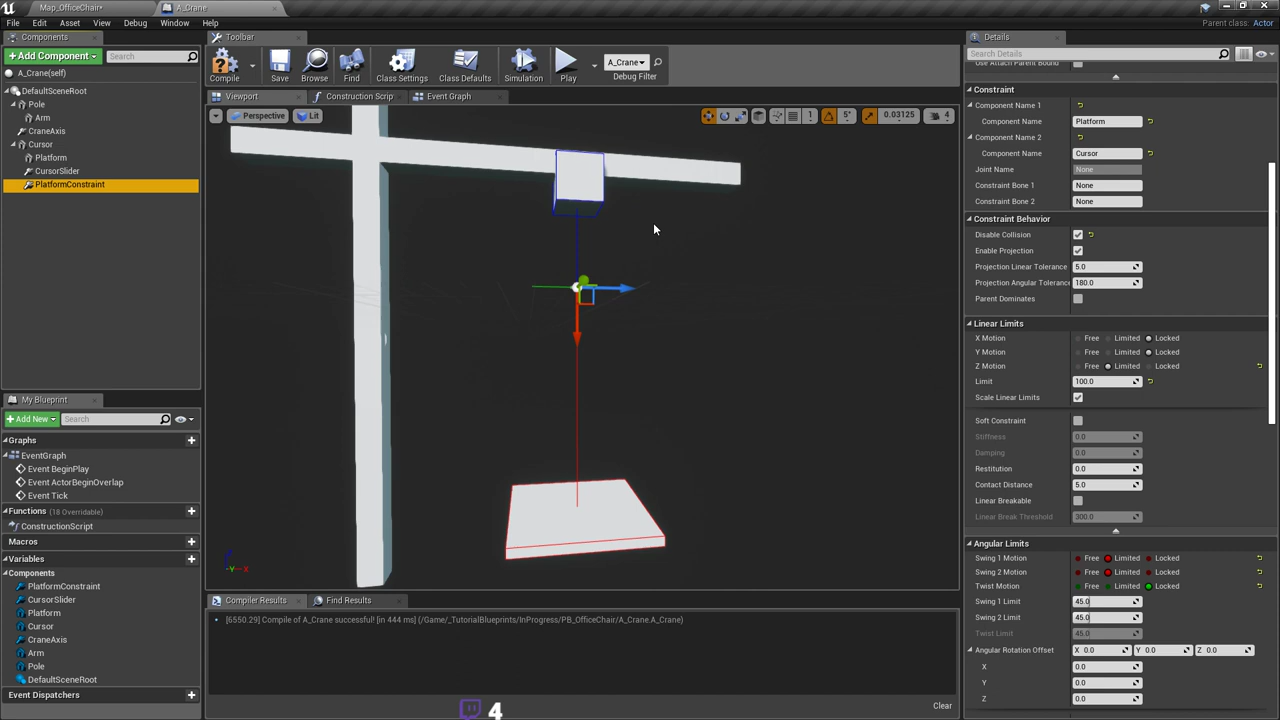 Map_OfficeChair*
A_Crane
File Edit Asset View Debug Window Help
Parent class: Actor
Components
Toolbar
Details
Add Component
Search
Compile
Save
Browse
Find
Class Settings
Class Defaults
Simulation
Play
A_Crane
Debug Filter
Search Details
A_Crane(self)
DefaultSceneRoot
Pole
Arm
CraneAxis
Cursor
Platform
CursorSlider
PlatformConstraint
Viewport
Construction Scrip
Event Graph
Perspective
Lit
1
5°
0.03125
4
X
Y
Z
Use Attach Parent Bound
Constraint
Component Name 1
Component Name Platform
Component Name 2
Component Name Cursor
Joint Name None
Constraint Bone 1 None
Constraint Bone 2 None
Constraint Behavior
Disable Collision
Enable Projection
Projection Linear Tolerance 5.0
Projection Angular Tolerance 180.0
Parent Dominates
Linear Limits
X Motion Free Limited Locked
Y Motion Free Limited Locked
Z Motion Free Limited Locked
Limit 100.0
Scale Linear Limits
Soft Constraint
Stiffness 0.0
Damping 0.0
Restitution 0.0
Contact Distance 5.0
Linear Breakable
Linear Break Threshold 300.0
Angular Limits
Swing 1 Motion Free Limited Locked
Swing 2 Motion Free Limited Locked
Twist Motion Free Limited Locked
Swing 1 Limit 45.0
Swing 2 Limit 45.0
Twist Limit 45.0
Angular Rotation Offset X 0.0 Y 0.0 Z 0.0
X 0.0
Y 0.0
Z 0.0
My Blueprint
Add New
Search
Graphs
EventGraph
Event BeginPlay
Event ActorBeginOverlap
Event Tick
Functions (18 Overridable)
ConstructionScript
Macros
Variables
Components
PlatformConstraint
CursorSlider
Platform
Cursor
CraneAxis
Arm
Pole
DefaultSceneRoot
Event Dispatchers
Compiler Results
Find Results
[6550.29] Compile of A_Crane successful! [in 444 ms] (/Game/_TutorialBlueprints/InProgress/PB_OfficeChair/A_Crane.A_Crane)
4
Clear